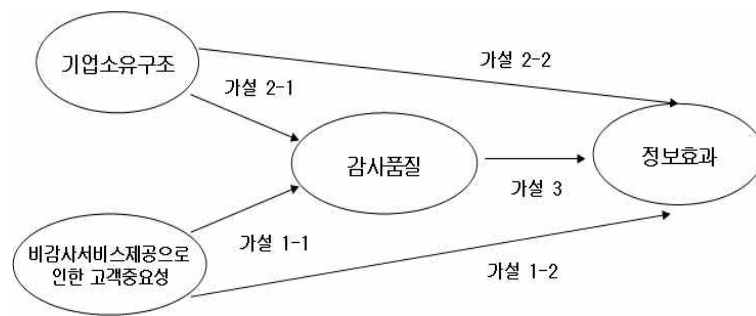 기업소유구조
가설 2-2
가설 2-1
감사품질
정보효과
가설 3
비감사서비스제공으로
인한 고객중요성
가설 1-1
가설 1-2